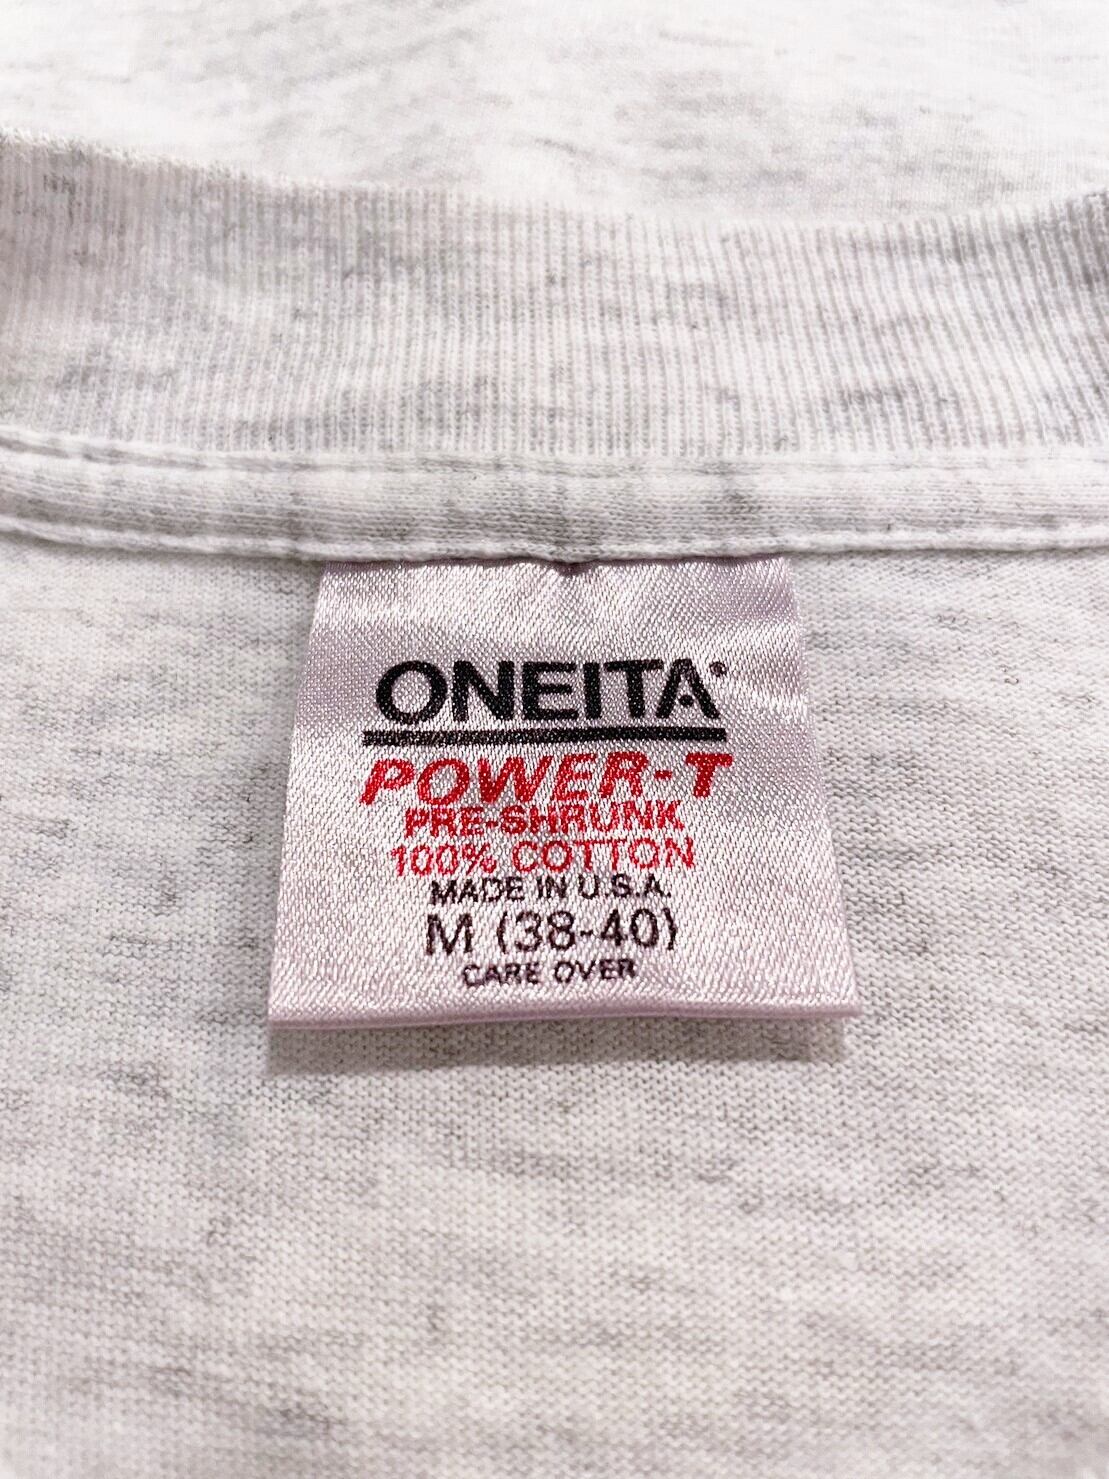 ONEITA
POWER-T
PRE-SHRUNK
100% COTTON
MADE IN U.S.A.
M (38-40)
CARE OVER